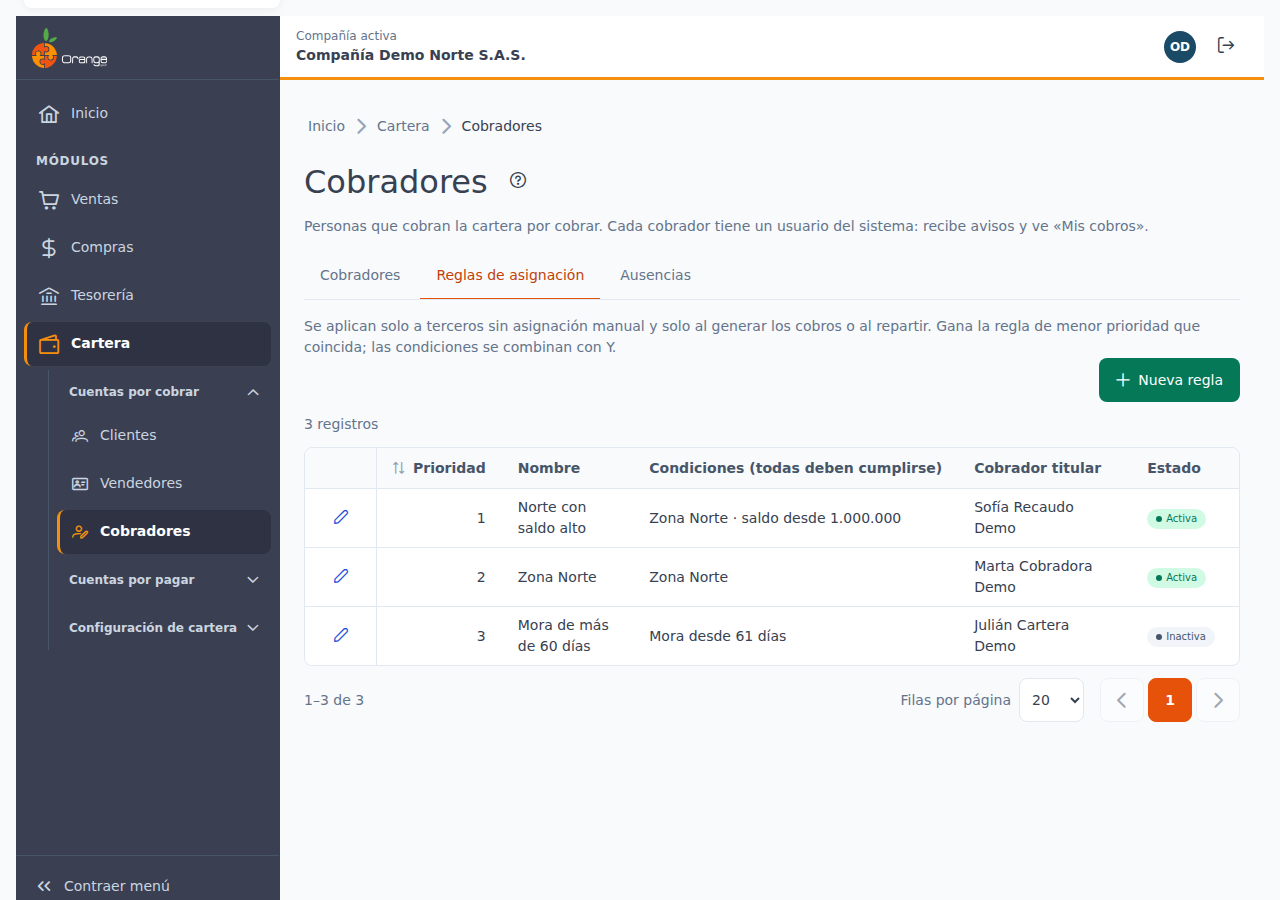 Orange
Compañía activa
Compañía Demo Norte S.A.S.
OD
Inicio
MÓDULOS
Ventas
Compras
Tesorería
Cartera
Cuentas por cobrar
Clientes
Vendedores
Cobradores
Cuentas por pagar
Configuración de cartera
Contraer menú
Inicio Cartera Cobradores
Cobradores
Personas que cobran la cartera por cobrar. Cada cobrador tiene un usuario del sistema: recibe avisos y ve «Mis cobros».
Cobradores Reglas de asignación Ausencias
Se aplican solo a terceros sin asignación manual y solo al generar los cobros o al repartir. Gana la regla de menor prioridad que
coincida; las condiciones se combinan con Y.
Nueva regla
3 registros
Prioridad Nombre Condiciones (todas deben cumplirse) Cobrador titular Estado
1 Norte con saldo alto Zona Norte · saldo desde 1.000.000 Sofía Recaudo Demo Activa
2 Zona Norte Zona Norte Marta Cobradora Demo Activa
3 Mora de más de 60 días Mora desde 61 días Julián Cartera Demo Inactiva
1–3 de 3 Filas por página 20 1